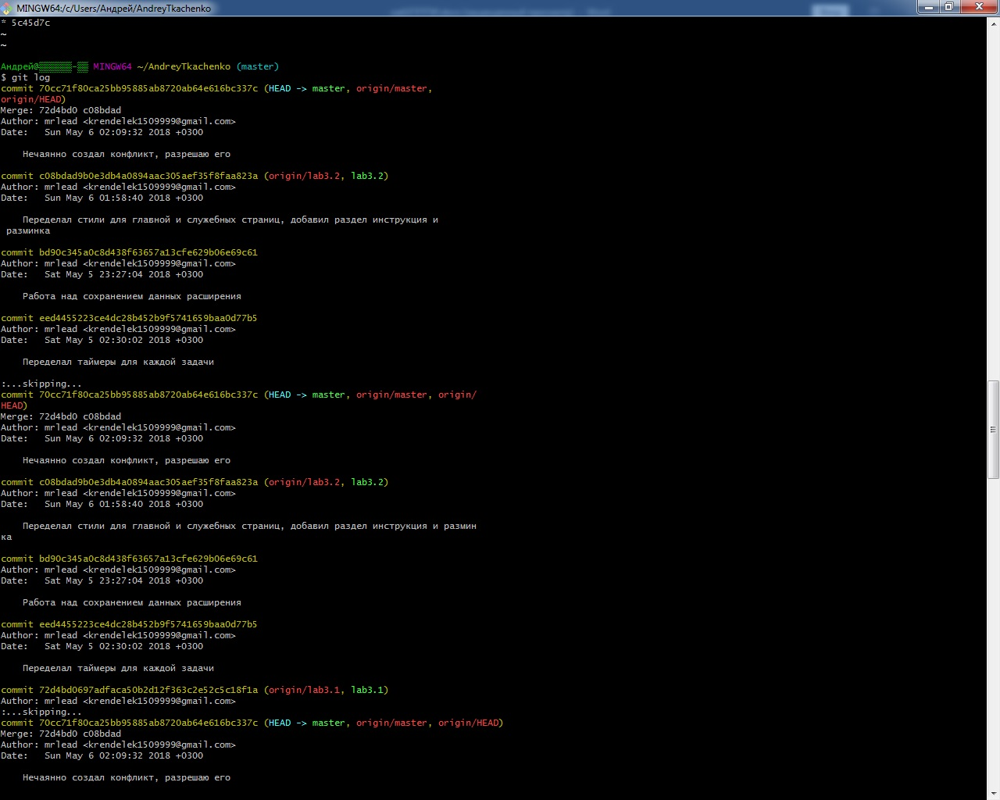 MINGW64:/c/Users/Андрей/AndreyTkachenko
* 5c45d7c
~
~
Андрей@ MINGW64 ~/AndreyTkachenko (master)
$ git log
commit 70cc71f80ca25bb95885ab8720ab64e616bc337c (HEAD -> master, origin/master,
origin/HEAD)
Merge: 72d4bd0 c08bdad
Author: mrlead <krendelek1509999@gmail.com>
Date:   Sun May 6 02:09:32 2018 +0300
Нечаянно создал конфликт, разрешаю его
commit c08bdad9b0e3db4a0894aac305aef35f8faa823a (origin/lab3.2, lab3.2)
Author: mrlead <krendelek1509999@gmail.com>
Date:   Sun May 6 01:58:40 2018 +0300
Переделал стили для главной и служебных страниц, добавил раздел инструкция и
разминка
commit bd90c345a0c8d438f63657a13cfe629b06e69c61
Author: mrlead <krendelek1509999@gmail.com>
Date:   Sat May 5 23:27:04 2018 +0300
Работа над сохранением данных расширения
commit eed4455223ce4dc28b452b9f5741659baa0d77b5
Author: mrlead <krendelek1509999@gmail.com>
Date:   Sat May 5 02:30:02 2018 +0300
Переделал таймеры для каждой задачи
:...skipping...
commit 70cc71f80ca25bb95885ab8720ab64e616bc337c (HEAD -> master, origin/master, origin/
HEAD)
Merge: 72d4bd0 c08bdad
Author: mrlead <krendelek1509999@gmail.com>
Date:   Sun May 6 02:09:32 2018 +0300
Нечаянно создал конфликт, разрешаю его
commit c08bdad9b0e3db4a0894aac305aef35f8faa823a (origin/lab3.2, lab3.2)
Author: mrlead <krendelek1509999@gmail.com>
Date:   Sun May 6 01:58:40 2018 +0300
Переделал стили для главной и служебных страниц, добавил раздел инструкция и размин
ка
commit bd90c345a0c8d438f63657a13cfe629b06e69c61
Author: mrlead <krendelek1509999@gmail.com>
Date:   Sat May 5 23:27:04 2018 +0300
Работа над сохранением данных расширения
commit eed4455223ce4dc28b452b9f5741659baa0d77b5
Author: mrlead <krendelek1509999@gmail.com>
Date:   Sat May 5 02:30:02 2018 +0300
Переделал таймеры для каждой задачи
commit 72d4bd0697adfaca50b2d12f363c2e52c5c18f1a (origin/lab3.1, lab3.1)
Author: mrlead <krendelek1509999@gmail.com>
:...skipping...
commit 70cc71f80ca25bb95885ab8720ab64e616bc337c (HEAD -> master, origin/master, origin/HEAD)
Merge: 72d4bd0 c08bdad
Author: mrlead <krendelek1509999@gmail.com>
Date:   Sun May 6 02:09:32 2018 +0300
Нечаянно создал конфликт, разрешаю его